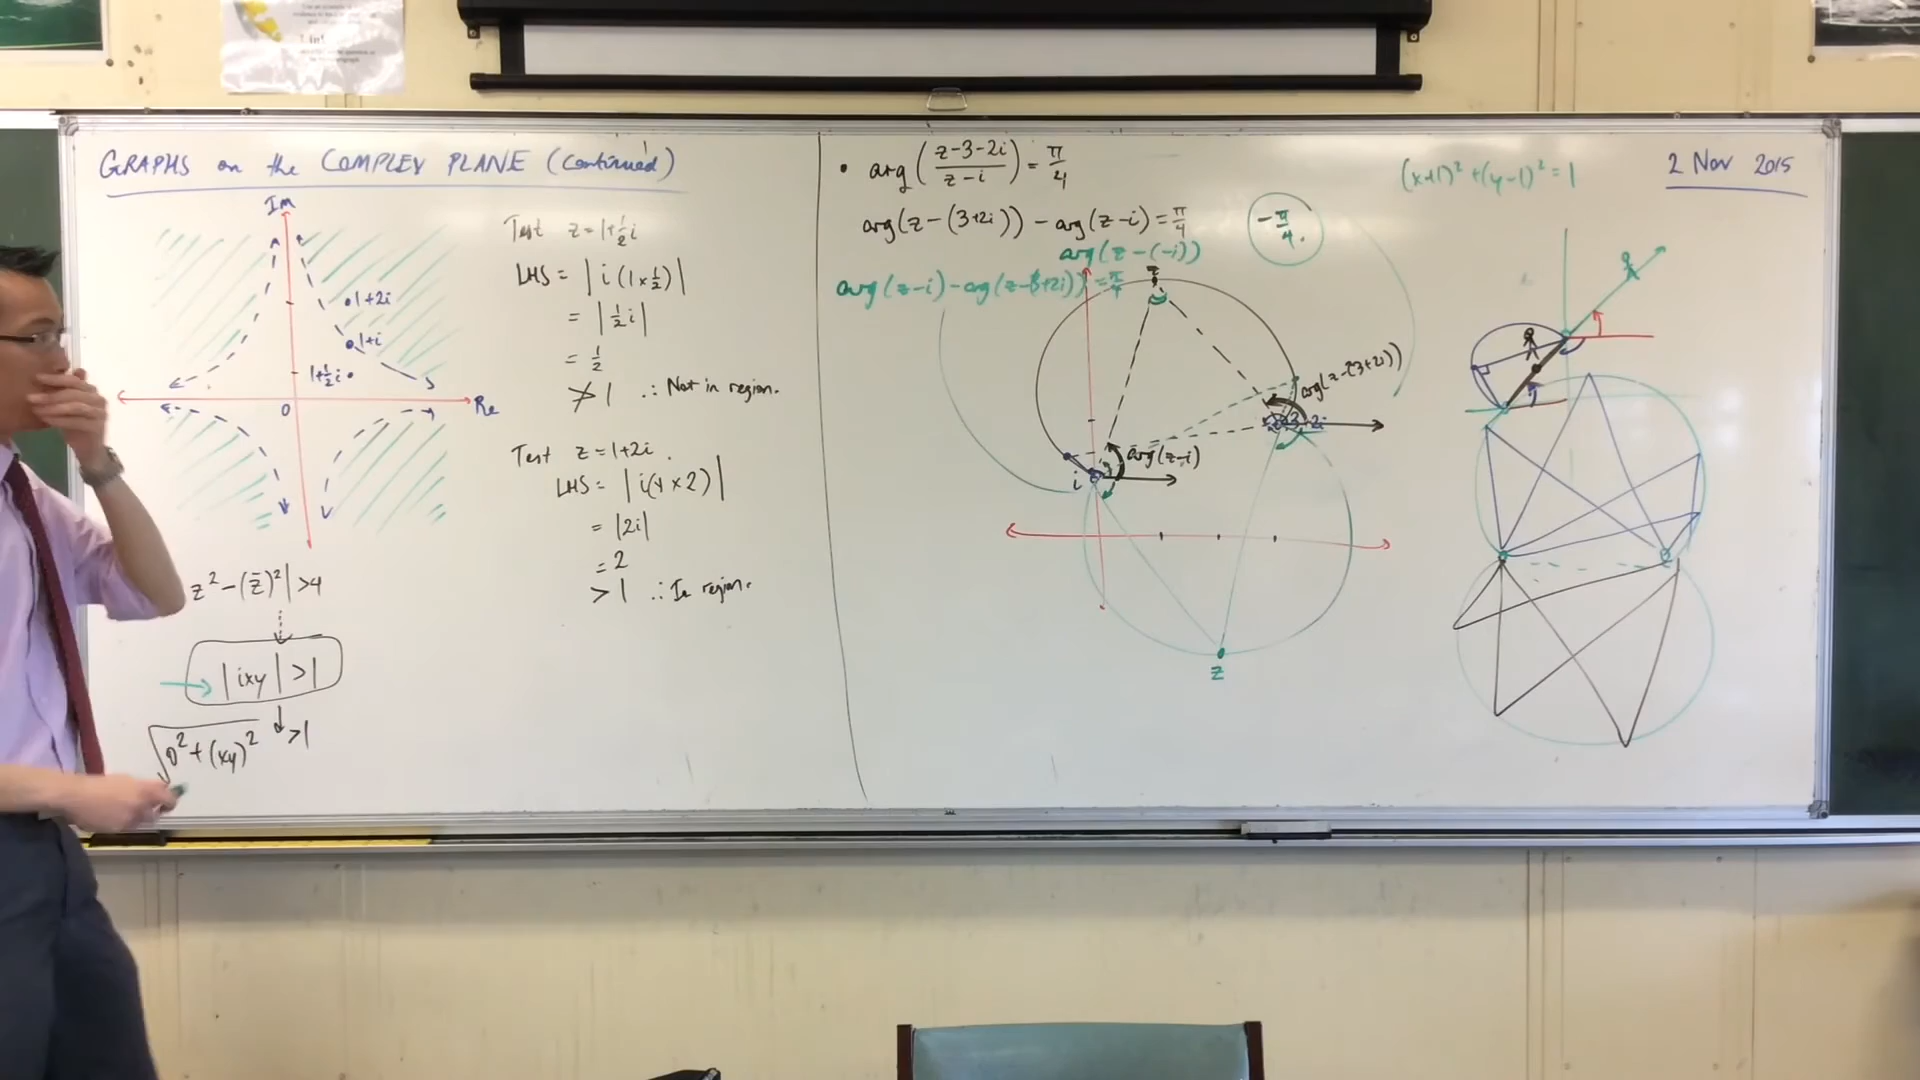 GRAPHS on the COMPLEX PLANE (continued)
Im
1+2i
1+i
1+½i
0
Re
z² - (z̄)²| >4
|ixy| >1
√0² + (xy)² >1
Test z = 1+½i
LHS = |i(1×½)|
= |½i|
= ½
≯ 1 ∴ Not in region.
Test z = 1+2i
LHS = |i(1×2)|
= |2i|
= 2
> 1 ∴ In region.
• arg((z-3-2i)/(z-i)) = π/4
arg(z-(3+2i)) - arg(z-i) = π/4
-π/4.
arg(z-(-i))
arg(z-i) - arg(z-(3+2i)) = π/4
z
arg(z-(3+2i))
arg(z-i)
i
z
(x+1)² + (y-1)² = 1
2 Nov 2015